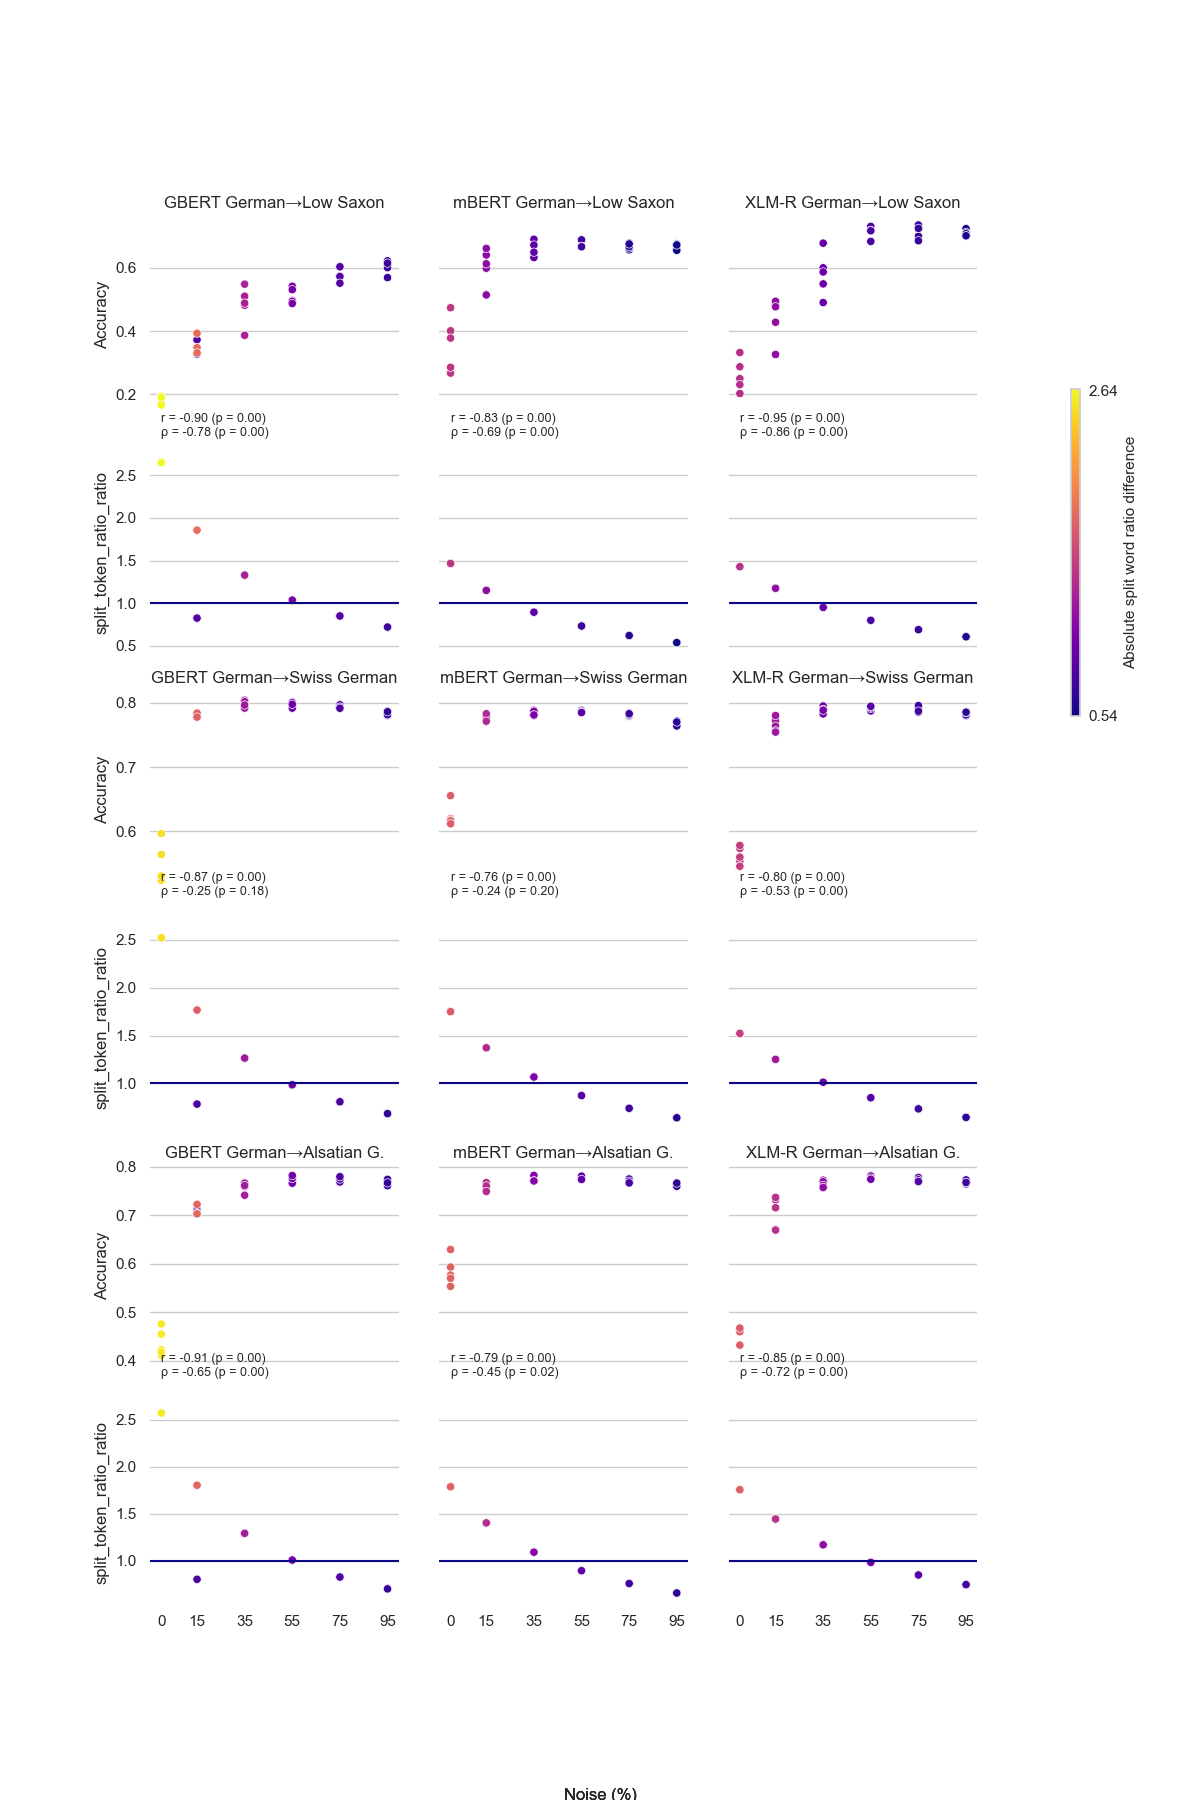 GBERT German→Low Saxon
mBERT German→Low Saxon
XLM-R German→Low Saxon
Accuracy
0.6
0.4
0.2
r = -0.90 (p = 0.00)
ρ = -0.78 (p = 0.00)
r = -0.83 (p = 0.00)
ρ = -0.69 (p = 0.00)
r = -0.95 (p = 0.00)
ρ = -0.86 (p = 0.00)
split_token_ratio_ratio
2.5
2.0
1.5
1.0
0.5
2.64
Absolute split word ratio difference
0.54
GBERT German→Swiss German
mBERT German→Swiss German
XLM-R German→Swiss German
Accuracy
0.8
0.7
0.6
r = -0.87 (p = 0.00)
ρ = -0.25 (p = 0.18)
r = -0.76 (p = 0.00)
ρ = -0.24 (p = 0.20)
r = -0.80 (p = 0.00)
ρ = -0.53 (p = 0.00)
split_token_ratio_ratio
2.5
2.0
1.5
1.0
GBERT German→Alsatian G.
mBERT German→Alsatian G.
XLM-R German→Alsatian G.
Accuracy
0.8
0.7
0.6
0.5
0.4
r = -0.91 (p = 0.00)
ρ = -0.65 (p = 0.00)
r = -0.79 (p = 0.00)
ρ = -0.45 (p = 0.02)
r = -0.85 (p = 0.00)
ρ = -0.72 (p = 0.00)
split_token_ratio_ratio
2.5
2.0
1.5
1.0
0 15 35 55 75 95
0 15 35 55 75 95
0 15 35 55 75 95
Noise (%)